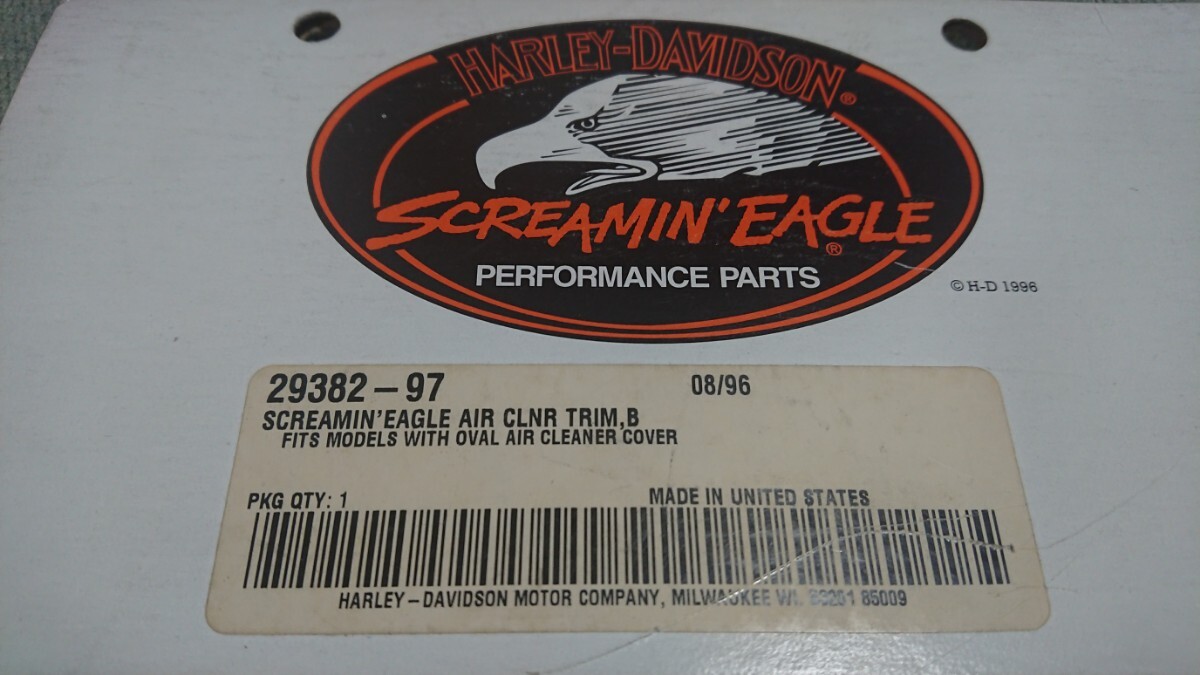 HARLEY-DAVIDSON®
SCREAMIN' EAGLE®
PERFORMANCE PARTS
© H-D 1996
29382-97 08/96
SCREAMIN'EAGLE AIR CLNR TRIM,B
FITS MODELS WITH OVAL AIR CLEANER COVER
PKG QTY: 1 MADE IN UNITED STATES
HARLEY-DAVIDSON MOTOR COMPANY, MILWAUKEE WI. 85009